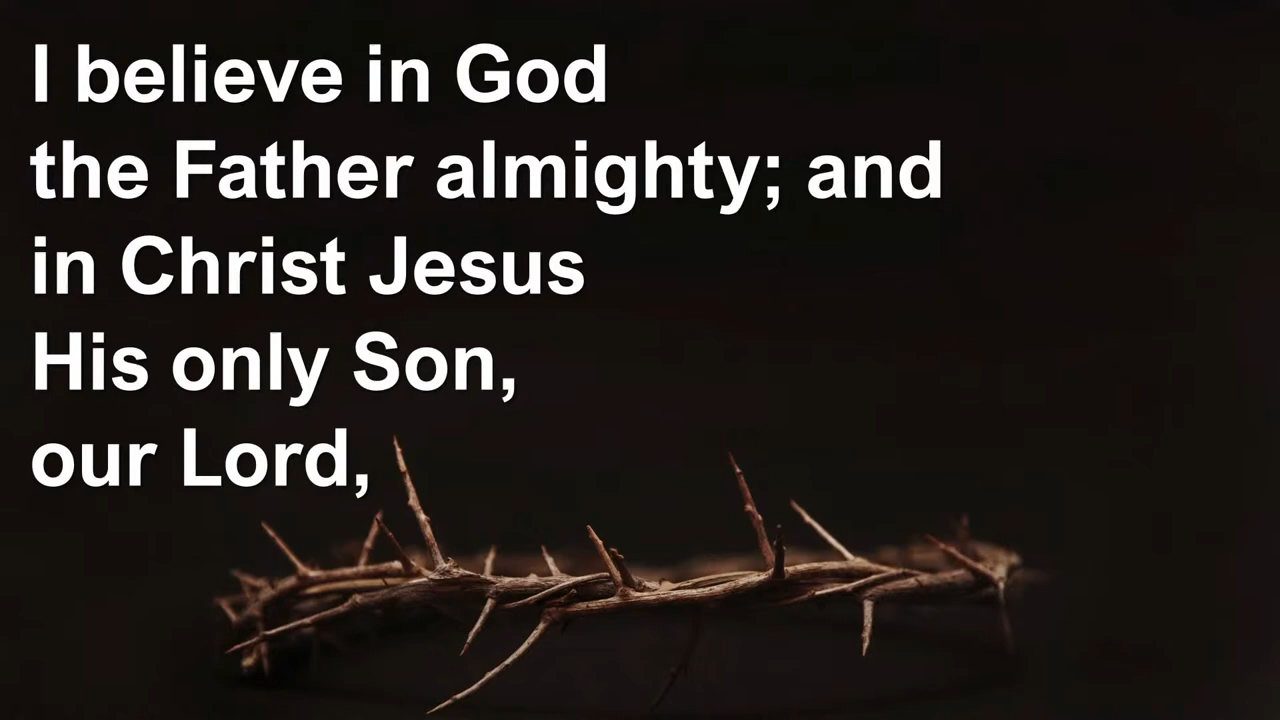 I believe in God
the Father almighty; and
in Christ Jesus
His only Son,
our Lord,